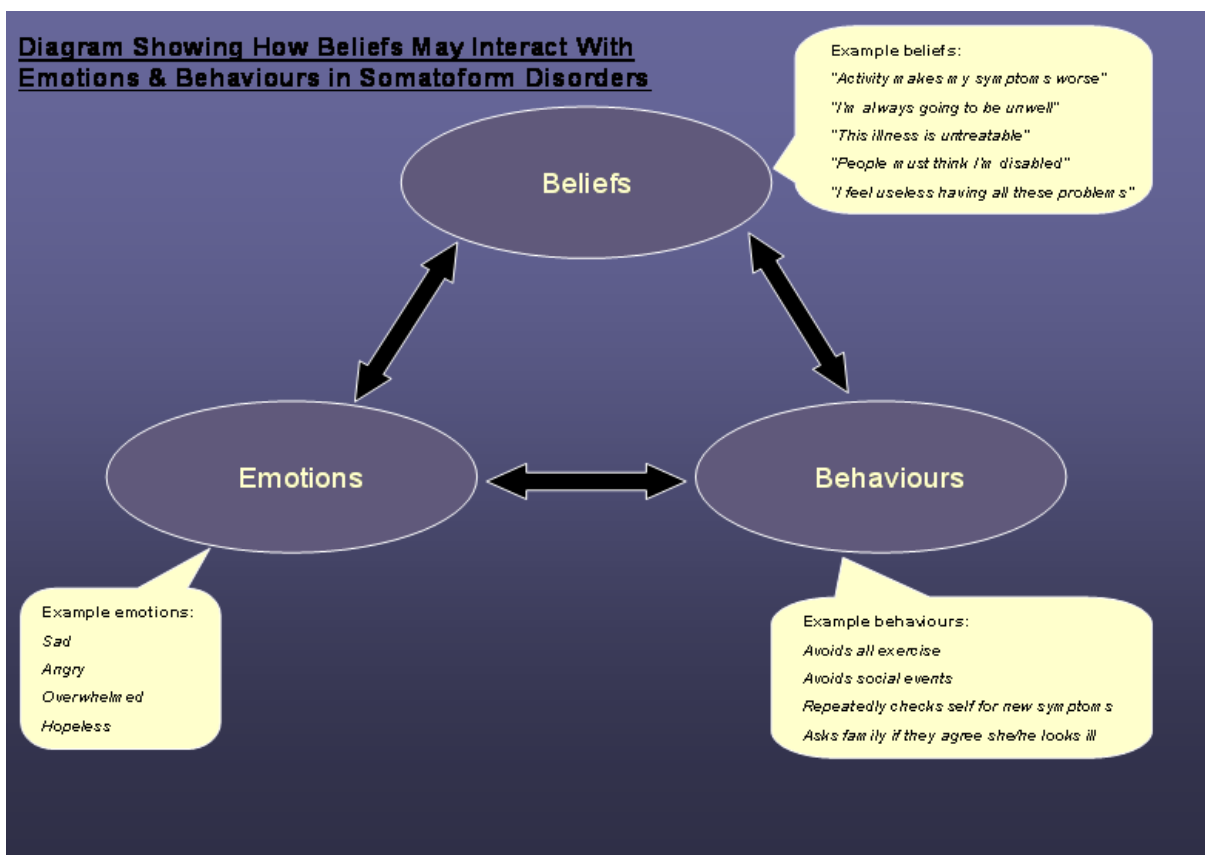 Diagram Showing How Beliefs May Interact With
Emotions & Behaviours in Somatoform Disorders
Example beliefs:
"Activity makes my symptoms worse"
"I'm always going to be unwell"
"This illness is untreatable"
"People must think I'm disabled"
"I feel useless having all these problems"
Beliefs
Emotions
Behaviours
Example emotions:
Sad
Angry
Overwhelmed
Hopeless
Example behaviours:
Avoids all exercise
Avoids social events
Repeatedly checks self for new symptoms
Asks family if they agree she/he looks ill